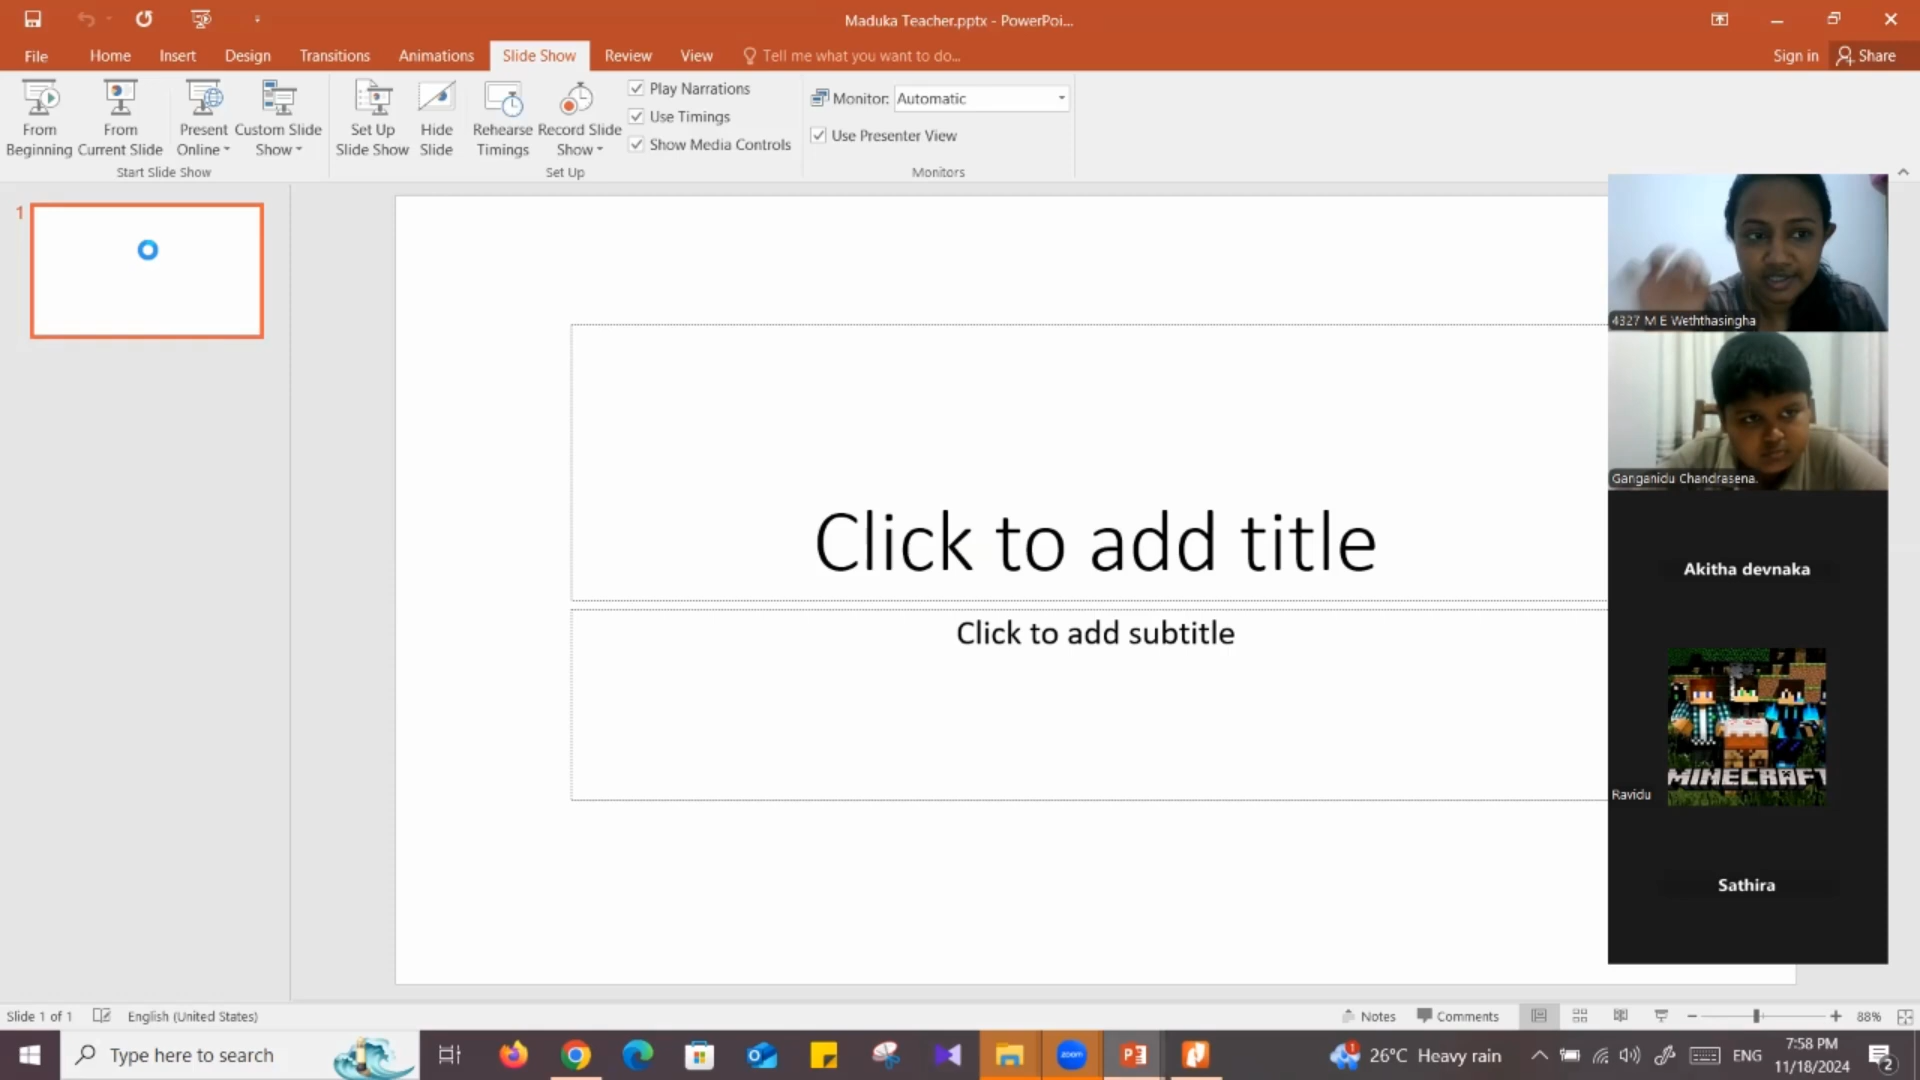 Maduka Teacher.pptx - PowerPoi...
File Home Insert Design Transitions Animations Slide Show Review View Tell me what you want to do... Sign in Share
From Beginning
From Current Slide
Present Online
Custom Slide Show
Start Slide Show
Set Up Slide Show
Hide Slide
Rehearse Timings
Record Slide Show
Play Narrations
Use Timings
Show Media Controls
Set Up
Monitor: Automatic
Use Presenter View
Monitors
1
Click to add title
Click to add subtitle
4327 M E Weththasingha
Ganganidu Chandrasena.
Akitha devnaka
MINECRAFT
Ravidu
Sathira
Slide 1 of 1 English (United States) Notes Comments 88%
Type here to search
zoom
1
26°C Heavy rain
ENG
7:58 PM
11/18/2024
2